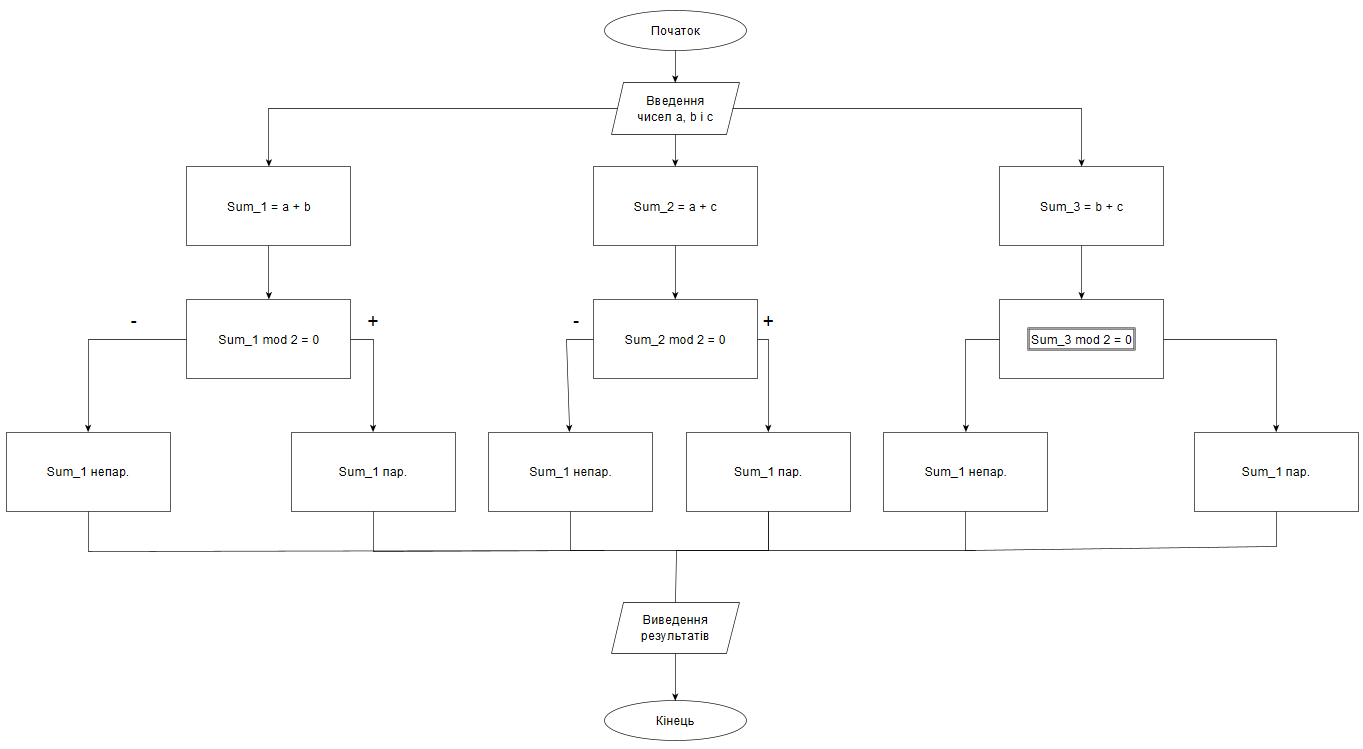 Початок
Введення
чисел a, b і c
Sum_1 = a + b
Sum_2 = a + c
Sum_3 = b + c
-
+
-
+
Sum_1 mod 2 = 0
Sum_2 mod 2 = 0
Sum_3 mod 2 = 0
Sum_1 непар.
Sum_1 пар.
Sum_1 непар.
Sum_1 пар.
Sum_1 непар.
Sum_1 пар.
Виведення
результатів
Кінець